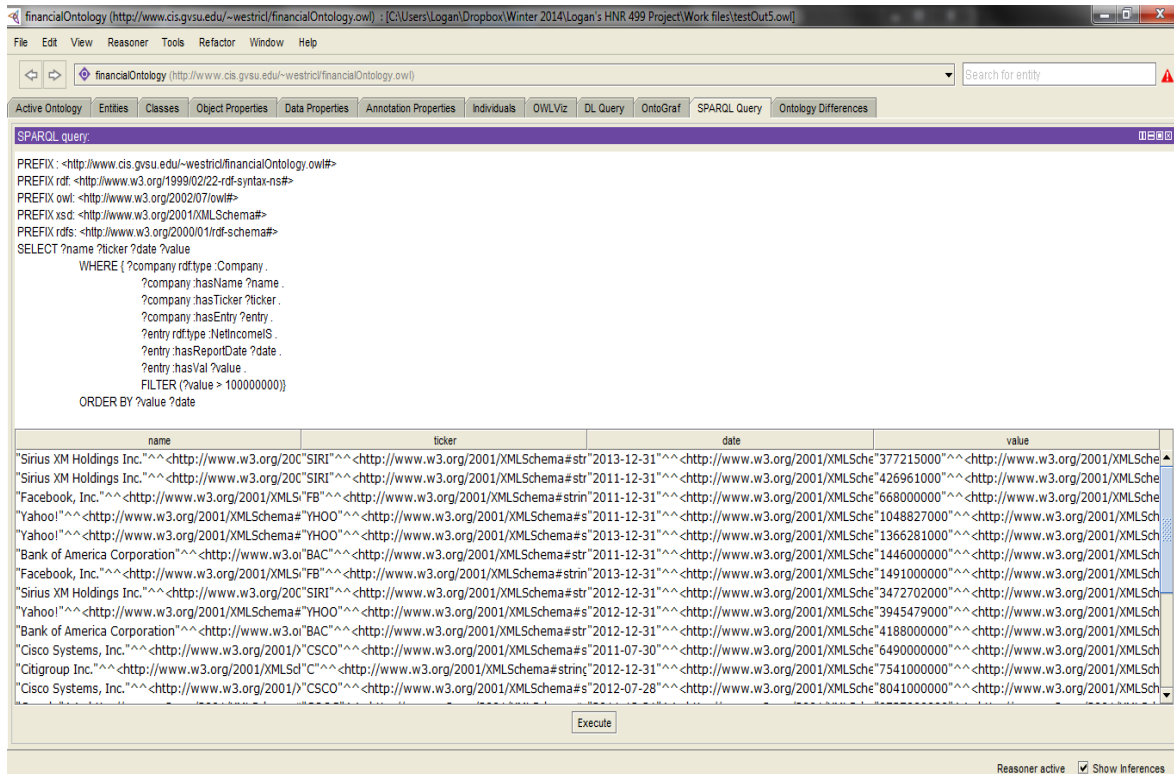 financialOntology (http://www.cis.gvsu.edu/~westricl/financialOntology.owl) : [C:\Users\Logan\Dropbox\Winter 2014\Logan's HNR 499 Project\Work files\testOut5.owl]
File Edit View Reasoner Tools Refactor Window Help
financialOntology (http://www.cis.gvsu.edu/~westricl/financialOntology.owl) Search for entity
Active Ontology Entities Classes Object Properties Data Properties Annotation Properties Individuals OWLViz DL Query OntoGraf SPARQL Query Ontology Differences
SPARQL query:
PREFIX : <http://www.cis.gvsu.edu/~westricl/financialOntology.owl#>
PREFIX rdf: <http://www.w3.org/1999/02/22-rdf-syntax-ns#>
PREFIX owl: <http://www.w3.org/2002/07/owl#>
PREFIX xsd: <http://www.w3.org/2001/XMLSchema#>
PREFIX rdfs: <http://www.w3.org/2000/01/rdf-schema#>
SELECT ?name ?ticker ?date ?value
WHERE { ?company rdf:type :Company .
?company :hasName ?name .
?company :hasTicker ?ticker .
?company :hasEntry ?entry .
?entry rdf:type :NetIncomeIS .
?entry :hasReportDate ?date .
?entry :hasVal ?value .
FILTER (?value > 100000000)}
ORDER BY ?value ?date
name ticker date value
"Sirius XM Holdings Inc."^^<http://www.w3.org/200 "SIRI"^^<http://www.w3.org/2001/XMLSchema#str "2013-12-31"^^<http://www.w3.org/2001/XMLSche "377215000"^^<http://www.w3.org/2001/XMLSche
"Sirius XM Holdings Inc."^^<http://www.w3.org/200 "SIRI"^^<http://www.w3.org/2001/XMLSchema#str "2011-12-31"^^<http://www.w3.org/2001/XMLSche "426961000"^^<http://www.w3.org/2001/XMLSche
"Facebook, Inc."^^<http://www.w3.org/2001/XMLS "FB"^^<http://www.w3.org/2001/XMLSchema#strin "2011-12-31"^^<http://www.w3.org/2001/XMLSche "668000000"^^<http://www.w3.org/2001/XMLSche
"Yahoo!"^^<http://www.w3.org/2001/XMLSchema# "YHOO"^^<http://www.w3.org/2001/XMLSchema#s "2011-12-31"^^<http://www.w3.org/2001/XMLSche "1048827000"^^<http://www.w3.org/2001/XMLSch
"Yahoo!"^^<http://www.w3.org/2001/XMLSchema# "YHOO"^^<http://www.w3.org/2001/XMLSchema#s "2013-12-31"^^<http://www.w3.org/2001/XMLSche "1366281000"^^<http://www.w3.org/2001/XMLSch
"Bank of America Corporation"^^<http://www.w3.o "BAC"^^<http://www.w3.org/2001/XMLSchema#str "2011-12-31"^^<http://www.w3.org/2001/XMLSche "1446000000"^^<http://www.w3.org/2001/XMLSch
"Facebook, Inc."^^<http://www.w3.org/2001/XMLS "FB"^^<http://www.w3.org/2001/XMLSchema#strin "2013-12-31"^^<http://www.w3.org/2001/XMLSche "1491000000"^^<http://www.w3.org/2001/XMLSch
"Sirius XM Holdings Inc."^^<http://www.w3.org/200 "SIRI"^^<http://www.w3.org/2001/XMLSchema#str "2012-12-31"^^<http://www.w3.org/2001/XMLSche "3472702000"^^<http://www.w3.org/2001/XMLSch
"Yahoo!"^^<http://www.w3.org/2001/XMLSchema# "YHOO"^^<http://www.w3.org/2001/XMLSchema#s "2012-12-31"^^<http://www.w3.org/2001/XMLSche "3945479000"^^<http://www.w3.org/2001/XMLSch
"Bank of America Corporation"^^<http://www.w3.o "BAC"^^<http://www.w3.org/2001/XMLSchema#str "2012-12-31"^^<http://www.w3.org/2001/XMLSche "4188000000"^^<http://www.w3.org/2001/XMLSch
"Cisco Systems, Inc."^^<http://www.w3.org/2001/ "CSCO"^^<http://www.w3.org/2001/XMLSchema#s "2011-07-30"^^<http://www.w3.org/2001/XMLSche "6490000000"^^<http://www.w3.org/2001/XMLSch
"Citigroup Inc."^^<http://www.w3.org/2001/XMLSc "C"^^<http://www.w3.org/2001/XMLSchema#string "2012-12-31"^^<http://www.w3.org/2001/XMLSche "7541000000"^^<http://www.w3.org/2001/XMLSch
"Cisco Systems, Inc."^^<http://www.w3.org/2001/ "CSCO"^^<http://www.w3.org/2001/XMLSchema#s "2012-07-28"^^<http://www.w3.org/2001/XMLSche "8041000000"^^<http://www.w3.org/2001/XMLSch
Execute
Reasoner active Show Inferences